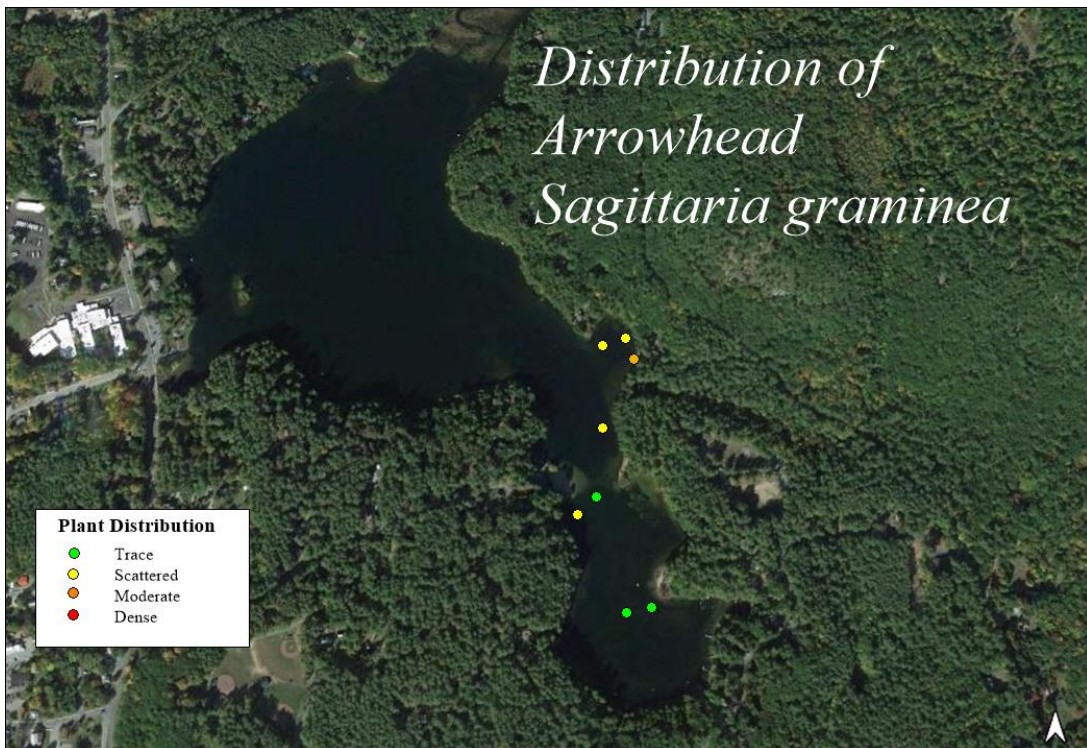 Distribution of
Arrowhead
Sagittaria graminea
Plant Distribution
Trace
Scattered
Moderate
Dense